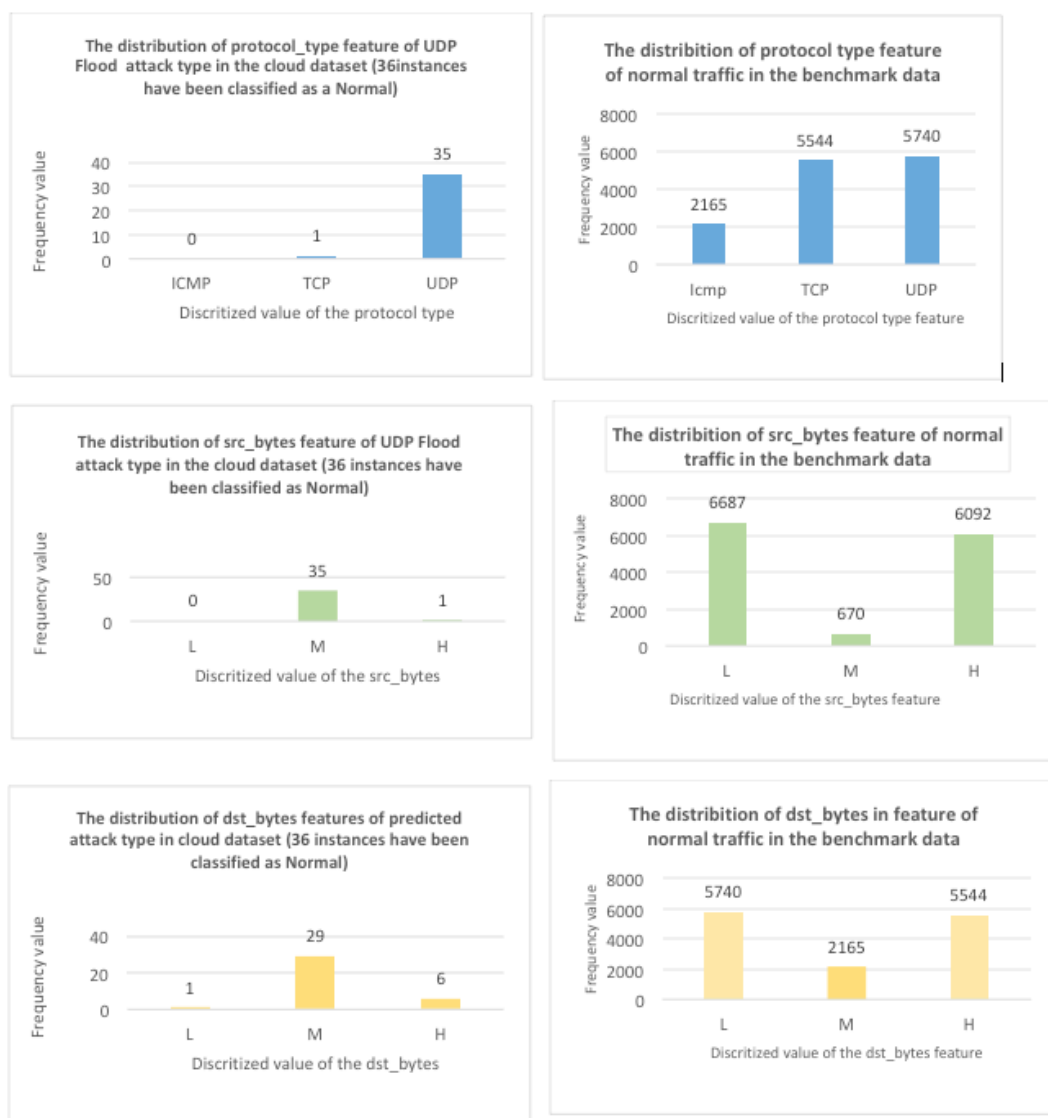 The distribution of protocol_type feature of UDP
Flood attack type in the cloud dataset (36instances
have been classified as a Normal)
Frequency value
40
30
20
10
0
0
1
35
ICMP
TCP
UDP
Discritized value of the protocol type
The distribition of protocol type feature
of normal traffic in the benchmark data
Frequency value
8000
6000
4000
2000
0
2165
5544
5740
Icmp
TCP
UDP
Discritized value of the protocol type feature
The distribution of src_bytes feature of UDP Flood
attack type in the cloud dataset (36 instances have
been classified as Normal)
Frequency value
50
0
0
35
1
L
M
H
Discritized value of the src_bytes
The distribition of src_bytes feature of normal
traffic in the benchmark data
Frequency value
8000
6000
4000
2000
0
6687
670
6092
L
M
H
Discritized value of the src_bytes feature
The distribution of dst_bytes features of predicted
attack type in cloud dataset (36 instances have been
classified as Normal)
Frequency value
40
20
0
1
29
6
L
M
H
Discritized value of the dst_bytes
The distribition of dst_bytes in feature of
normal traffic in the benchmark data
Frequency value
8000
6000
4000
2000
0
5740
2165
5544
L
M
H
Discritized value of the dst_bytes feature